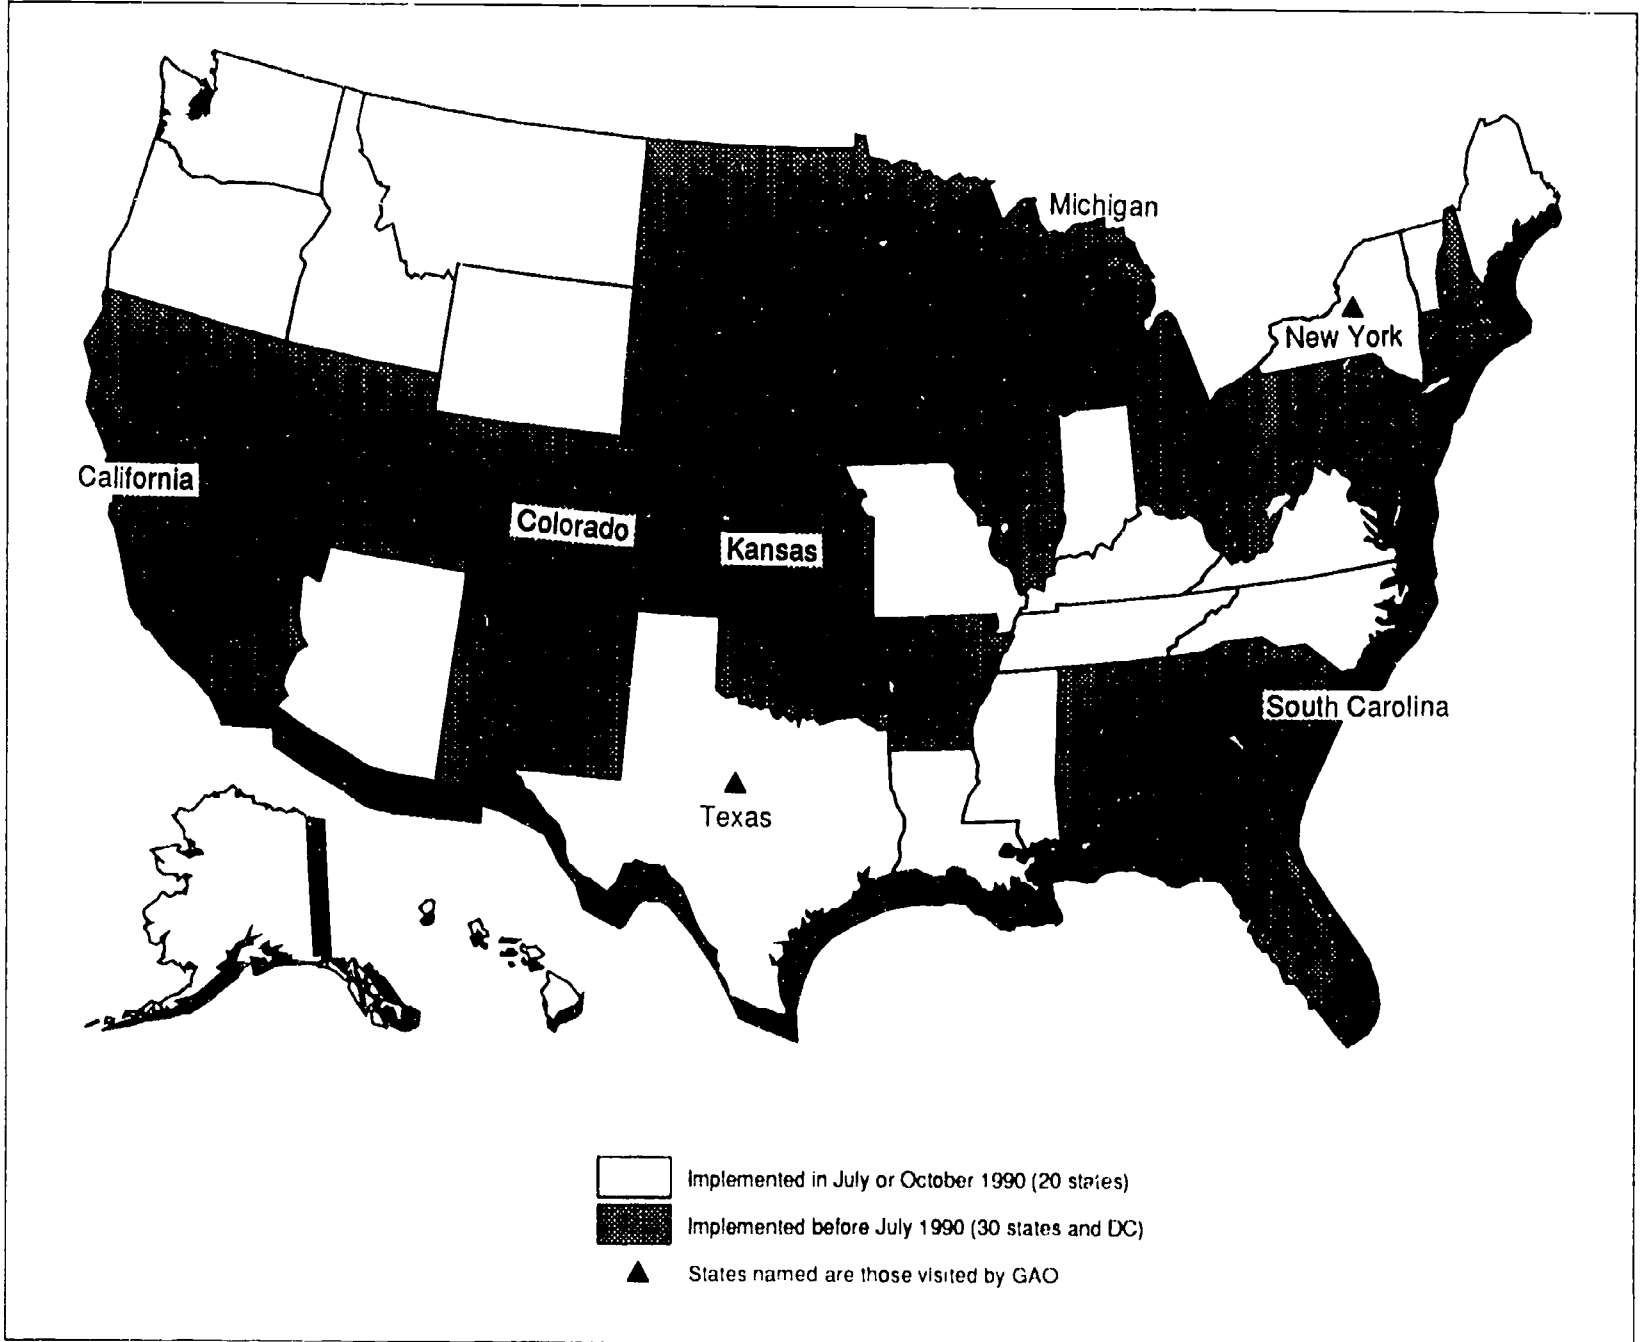 Michigan
New York
California
Colorado
Kansas
South Carolina
Texas
Implemented in July or October 1990 (20 states)
Implemented before July 1990 (30 states and DC)
States named are those visited by GAO